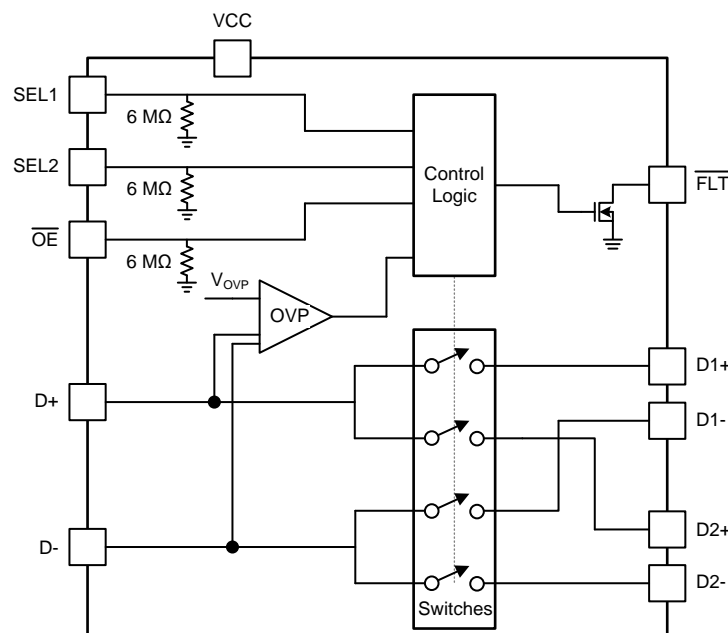 VCC
SEL1
6 MΩ
SEL2
6 MΩ
Control
Logic
FLT
OE
6 MΩ
VOVP
OVP
D1+
D+
D1-
D2+
D-
D2-
Switches